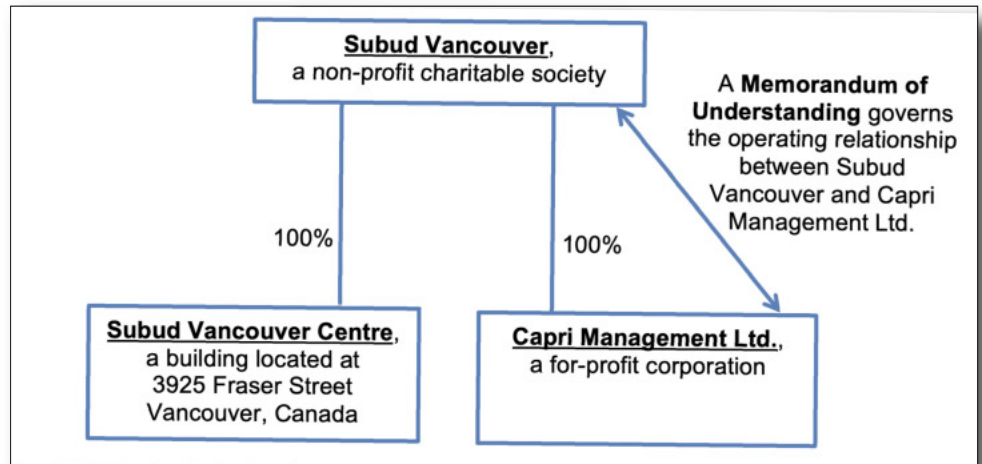 Subud Vancouver,
a non-profit charitable society
A Memorandum of
Understanding governs
the operating relationship
between Subud
Vancouver and Capri
Management Ltd.
100%
100%
Subud Vancouver Centre,
a building located at
3925 Fraser Street
Vancouver, Canada
Capri Management Ltd.,
a for-profit corporation